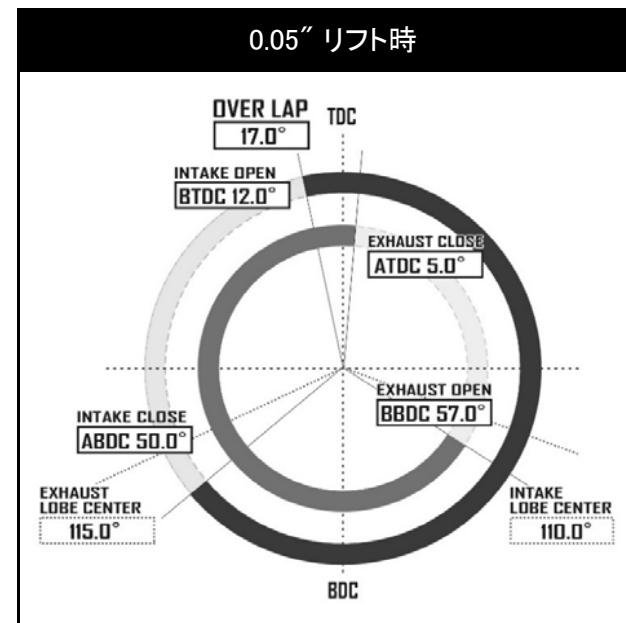 0.05″ リフト時
OVER LAP
17.0°
TDC
INTAKE OPEN
BTDC 12.0°
EXHAUST CLOSE
ATDC 5.0°
EXHAUST OPEN
BBDC 57.0°
INTAKE CLOSE
ABDC 50.0°
EXHAUST
LOBE CENTER
115.0°
INTAKE
LOBE CENTER
110.0°
BDC